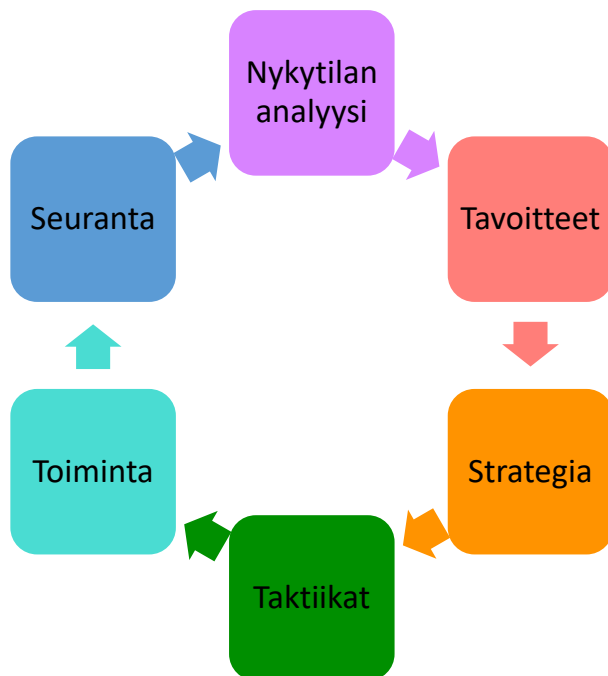 Nykytilan
analyysi
Tavoitteet
Strategia
Taktiikat
Toiminta
Seuranta